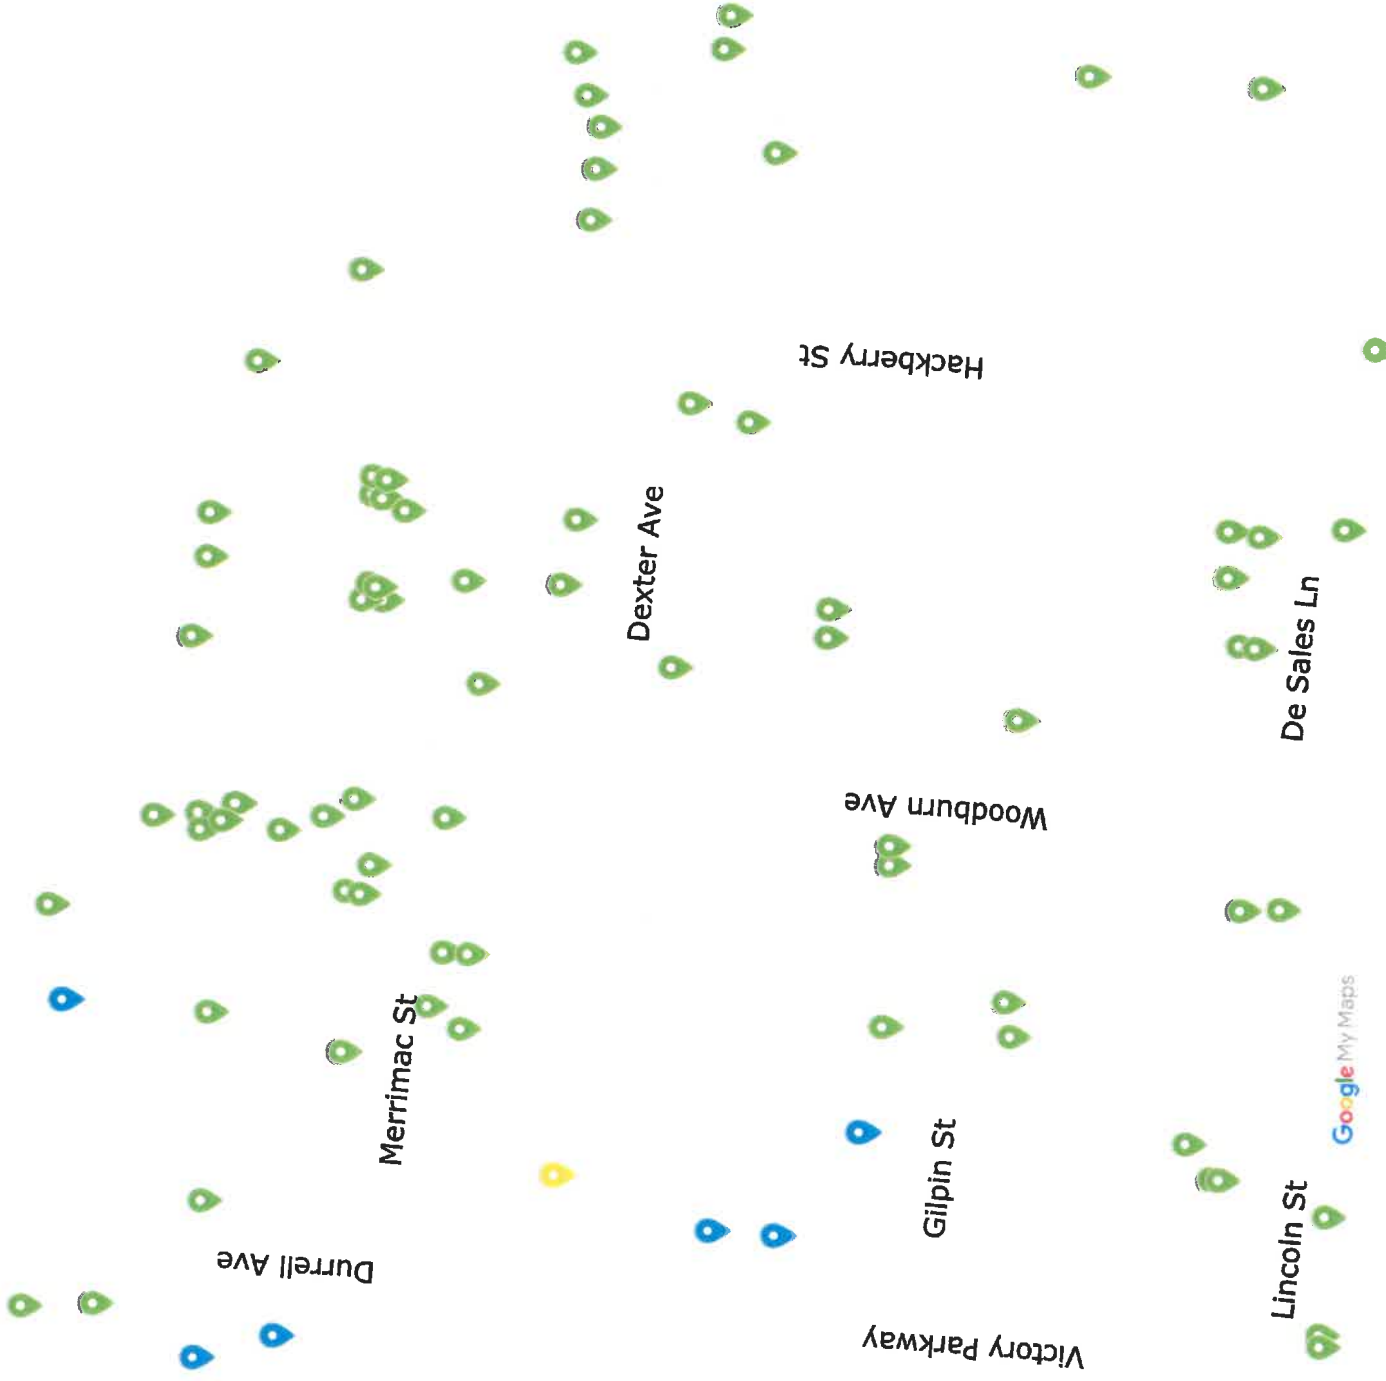 Hackberry St
Dexter Ave
De Sales Ln
Woodburn Ave
Merrimac St
Google My Maps
Gilpin St
Durrell Ave
Lincoln St
Victory Parkway